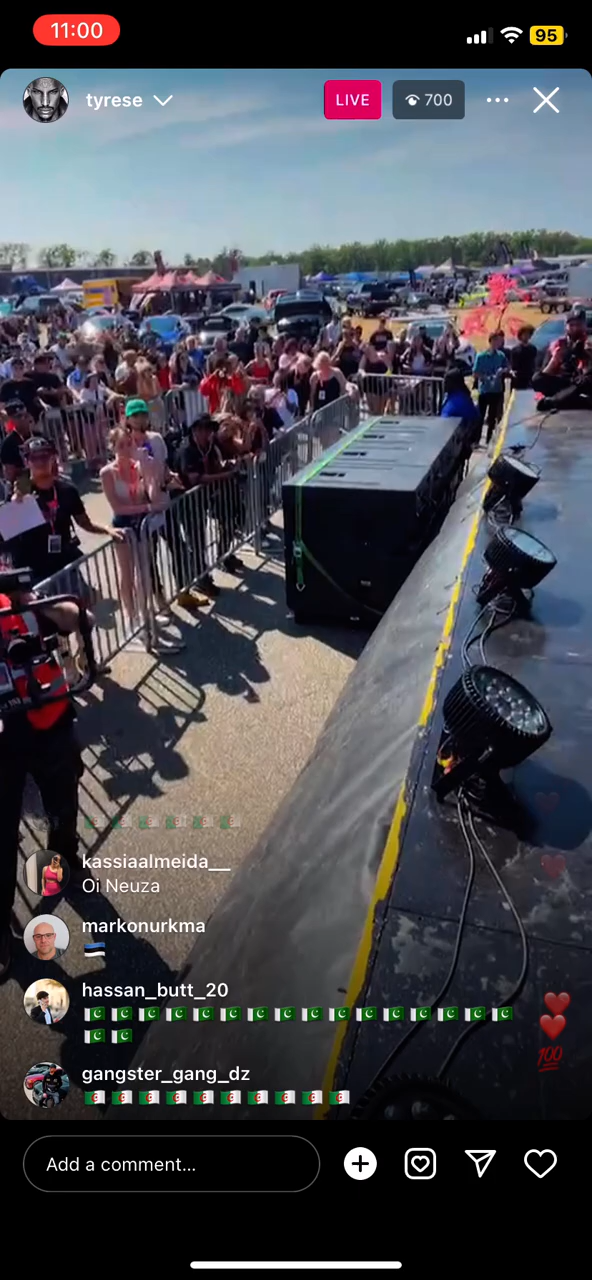 11:00
95
tyrese
LIVE
700
kassiaalmeida__
Oi Neuza
markonurkma
🇪🇪
hassan_butt_20
🇵🇰🇵🇰🇵🇰🇵🇰🇵🇰🇵🇰🇵🇰🇵🇰🇵🇰🇵🇰🇵🇰🇵🇰🇵🇰🇵🇰🇵🇰🇵🇰
🇵🇰🇵🇰
gangster_gang_dz
🇩🇿🇩🇿🇩🇿🇩🇿🇩🇿🇩🇿🇩🇿🇩🇿🇩🇿🇩🇿
💯
Add a comment...